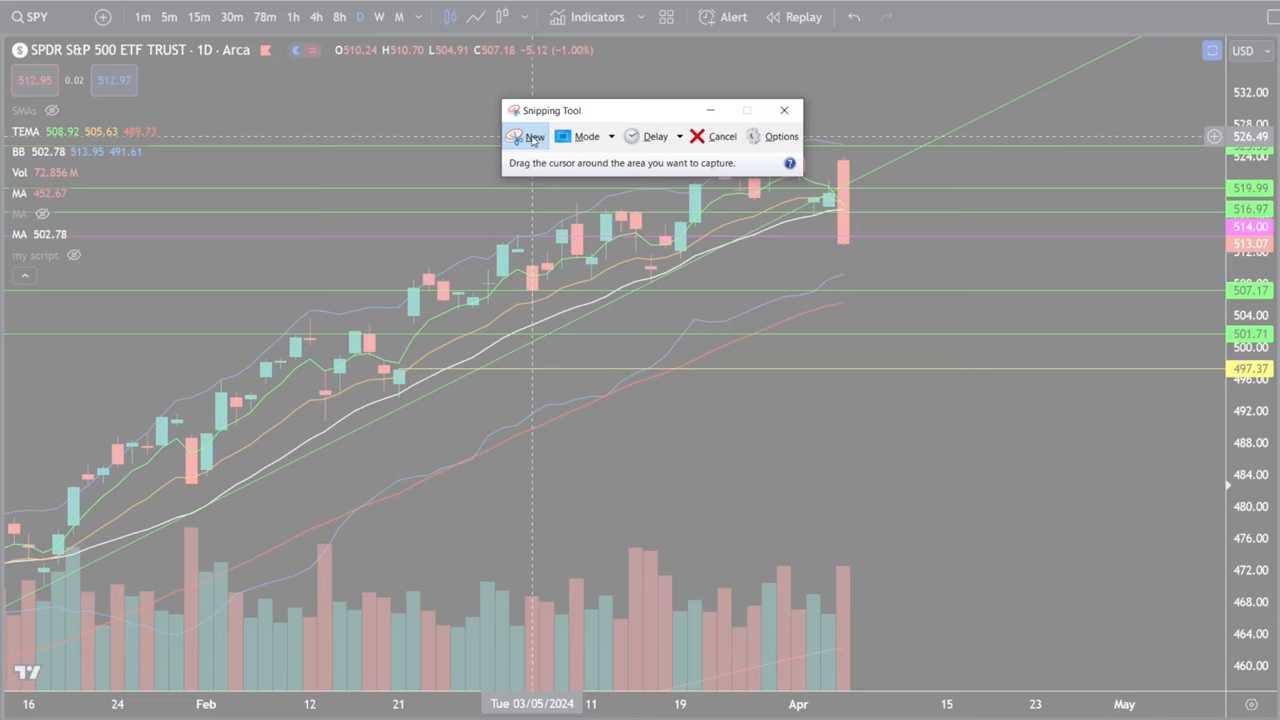 SPY 1m 5m 15m 30m 78m 1h 4h 8h D W M Indicators Alert Replay
S SPDR S&P 500 ETF TRUST · 1D · Arca O510.24 H510.70 L504.91 C507.18 −5.12 (−1.00%) USD
512.95 0.02 512.97
SMAs
TEMA 508.92 505.63 489.73
BB 502.78 513.95 491.61
Vol 72.856 M
MA 452.67
MA
MA 502.78
my script
Snipping Tool
New Mode Delay Cancel Options
Drag the cursor around the area you want to capture.
532.00
528.00
526.49
524.00
519.99
516.97
514.00
513.07
512.00
507.17
504.00
501.71
500.00
497.37
496.00
492.00
488.00
484.00
480.00
476.00
472.00
468.00
464.00
460.00
16 24 Feb 12 21 Tue 03/05/2024 11 19 Apr 15 23 May